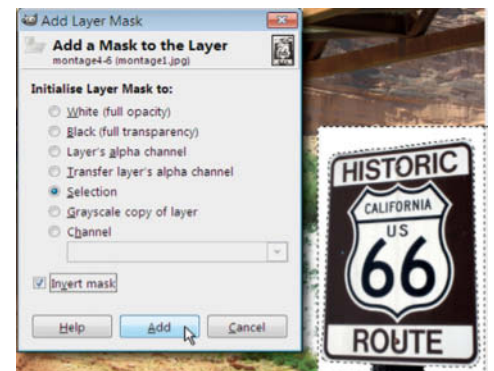 Add Layer Mask
Add a Mask to the Layer
montage4-6 (montage1.jpg)
Initialise Layer Mask to:
White (full opacity)
Black (full transparency)
Layer's alpha channel
Transfer layer's alpha channel
Selection
Grayscale copy of layer
Channel
Invert mask
Help Add Cancel
HISTORIC
CALIFORNIA
US
66
ROUTE